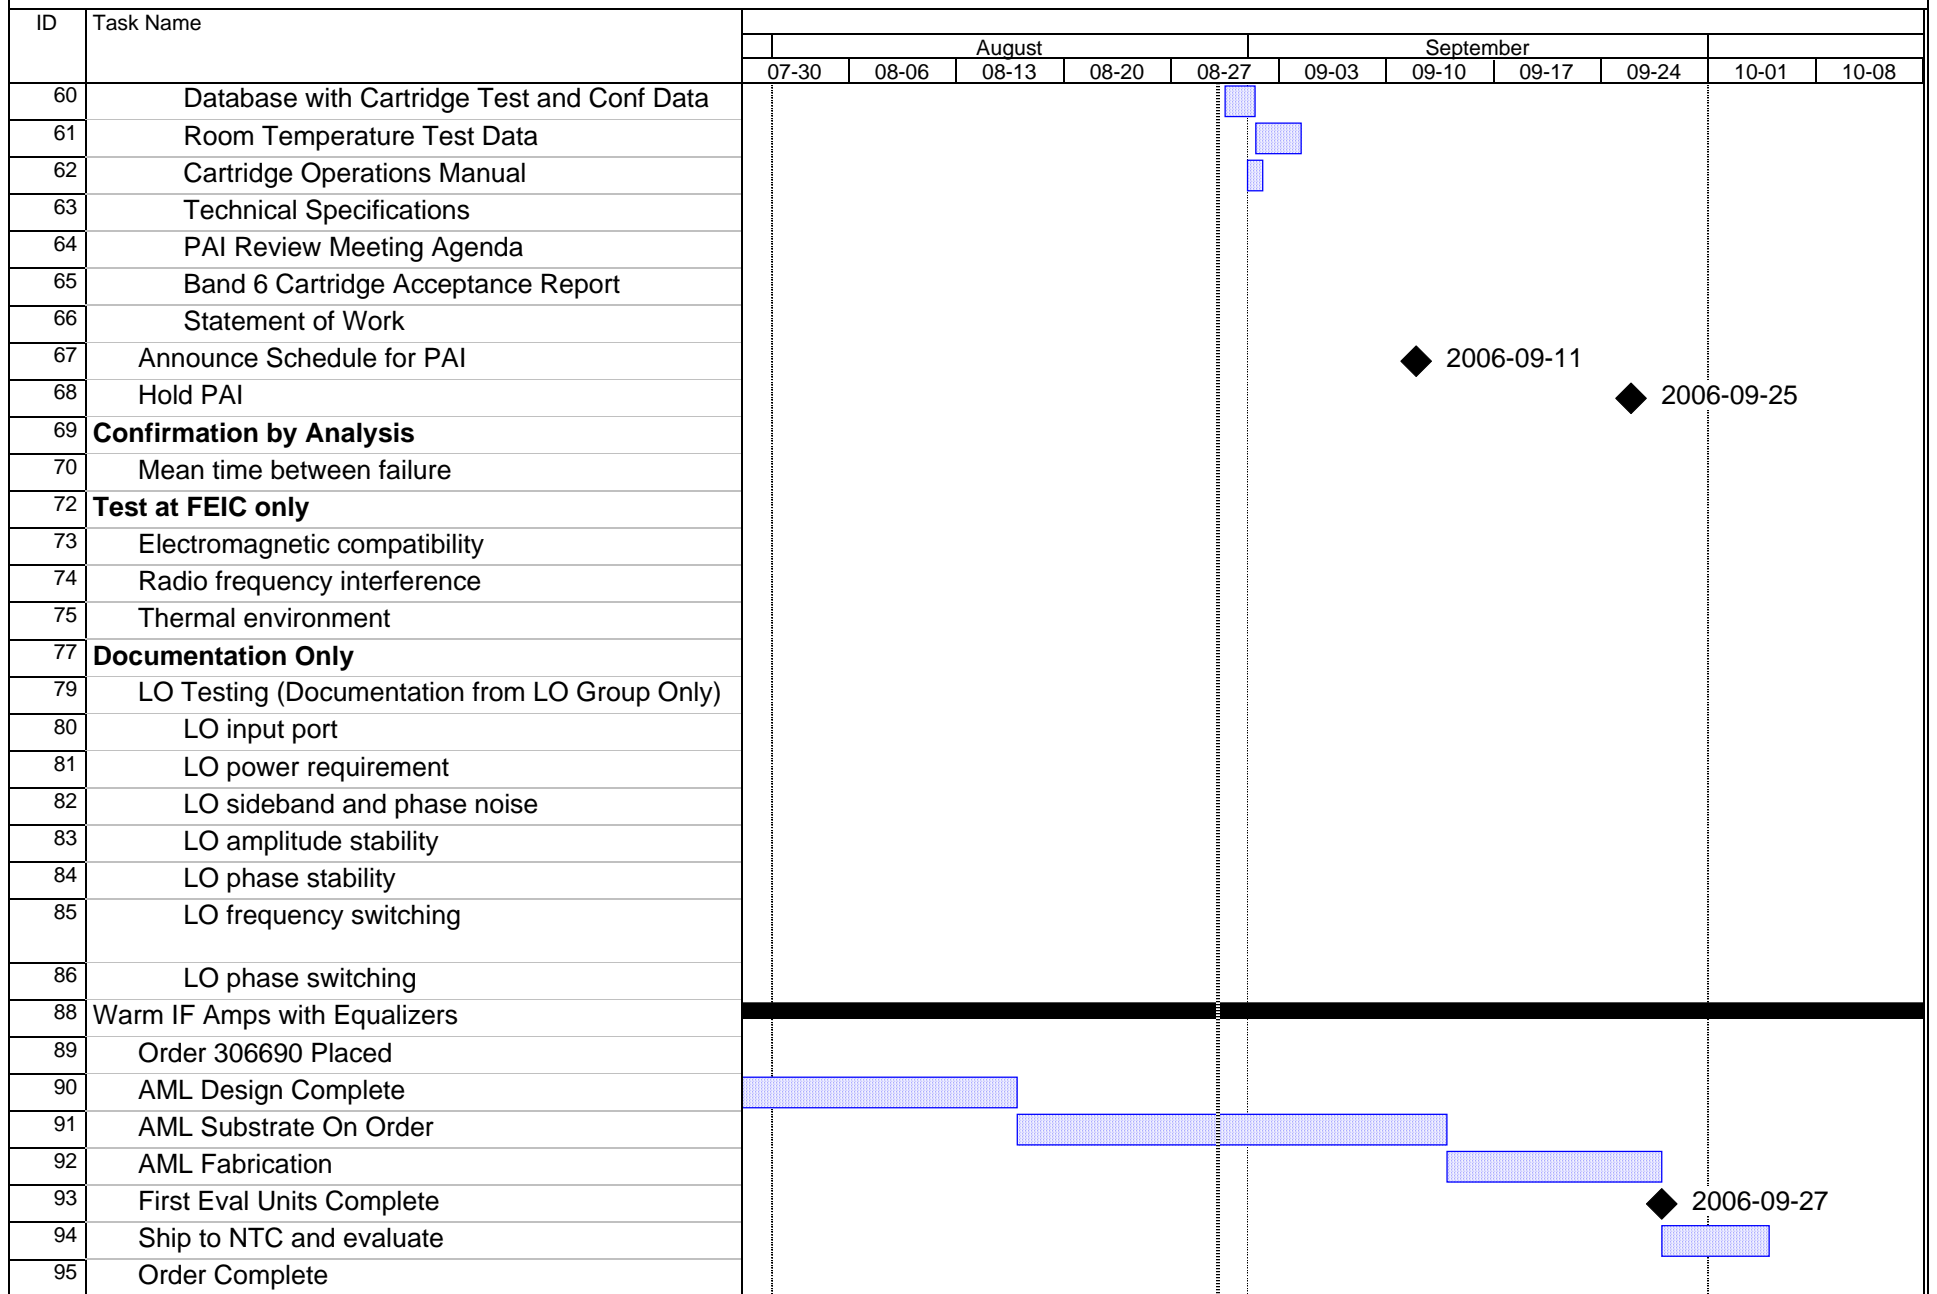 ID Task Name
August September
07-30 08-06 08-13 08-20 08-27 09-03 09-10 09-17 09-24 10-01 10-08
60 Database with Cartridge Test and Conf Data
61 Room Temperature Test Data
62 Cartridge Operations Manual
63 Technical Specifications
64 PAI Review Meeting Agenda
65 Band 6 Cartridge Acceptance Report
66 Statement of Work
67 Announce Schedule for PAI 2006-09-11
68 Hold PAI 2006-09-25
69 Confirmation by Analysis
70 Mean time between failure
72 Test at FEIC only
73 Electromagnetic compatibility
74 Radio frequency interference
75 Thermal environment
77 Documentation Only
79 LO Testing (Documentation from LO Group Only)
80 LO input port
81 LO power requirement
82 LO sideband and phase noise
83 LO amplitude stability
84 LO phase stability
85 LO frequency switching
86 LO phase switching
88 Warm IF Amps with Equalizers
89 Order 306690 Placed
90 AML Design Complete
91 AML Substrate On Order
92 AML Fabrication
93 First Eval Units Complete 2006-09-27
94 Ship to NTC and evaluate
95 Order Complete